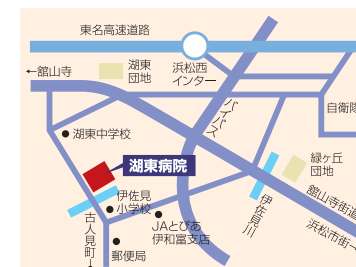 東名高速道路
←舘山寺
湖東
団地
浜松西
インター
バイパス
自衛隊
湖東中学校
湖東病院
緑ヶ丘
団地
伊佐見
小学校
舘山寺街道
古人見町→
JAとぴあ
伊和富支店
伊佐見川
浜松市街→
郵便局